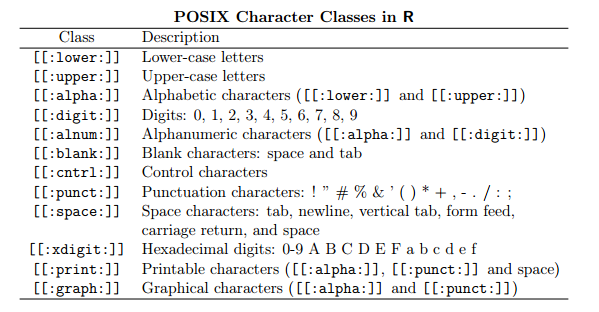 POSIX Character Classes in R
Class Description
[[:lower:]] Lower-case letters
[[:upper:]] Upper-case letters
[[:alpha:]] Alphabetic characters ([[:lower:]] and [[:upper:]])
[[:digit:]] Digits: 0, 1, 2, 3, 4, 5, 6, 7, 8, 9
[[:alnum:]] Alphanumeric characters ([[:alpha:]] and [[:digit:]])
[[:blank:]] Blank characters: space and tab
[[:cntrl:]] Control characters
[[:punct:]] Punctuation characters: ! ” # % & ’ ( ) * + , - . / : ;
[[:space:]] Space characters: tab, newline, vertical tab, form feed,
carriage return, and space
[[:xdigit:]] Hexadecimal digits: 0-9 A B C D E F a b c d e f
[[:print:]] Printable characters ([[:alpha:]], [[:punct:]] and space)
[[:graph:]] Graphical characters ([[:alpha:]] and [[:punct:]])